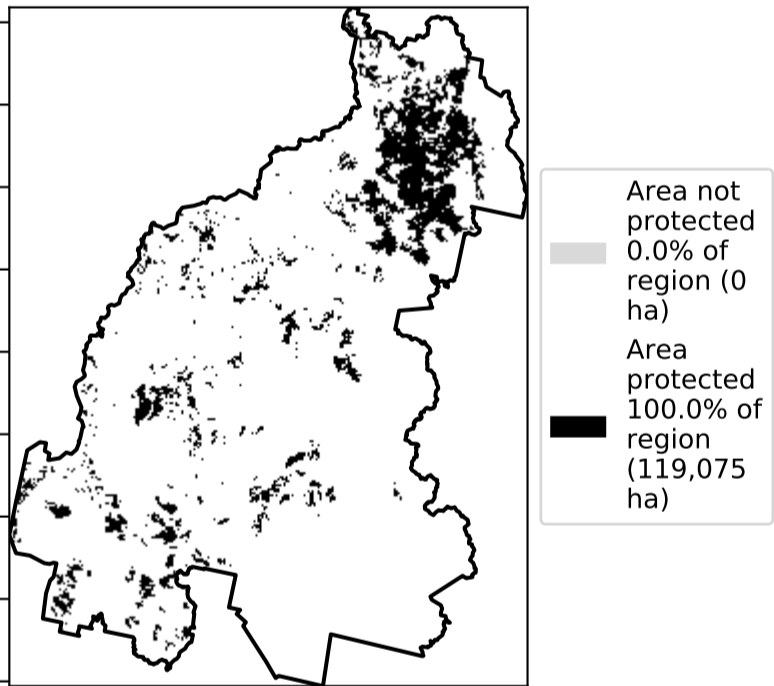 Area not
protected
0.0% of
region (0
ha)
Area
protected
100.0% of
region
(119,075
ha)